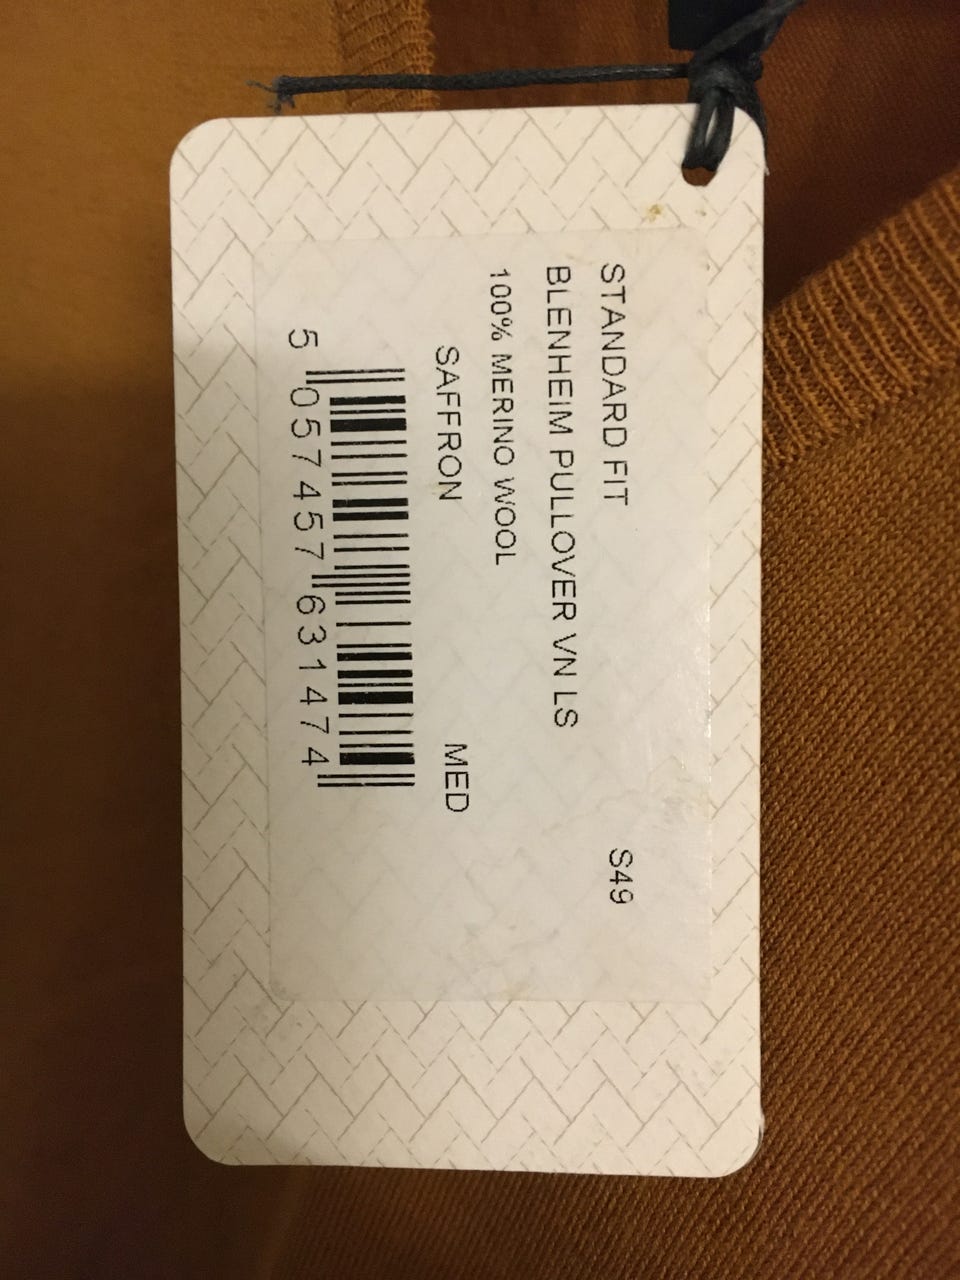 STANDARD FIT S49
BLENHEIM PULLOVER VN LS
100% MERINO WOOL
SAFFRON MED
5 057457 631474